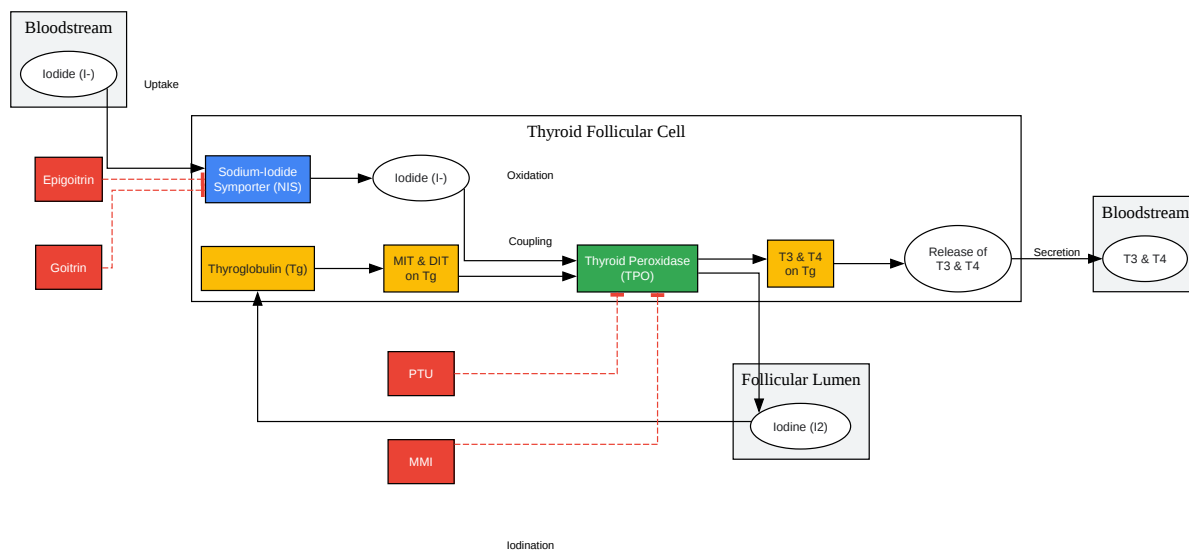 Bloodstream
Iodide (I-)
Uptake
Thyroid Follicular Cell
Epigoitrin
Sodium-Iodide
Symporter (NIS)
Iodide (I-)
Oxidation
Goitrin
Thyroglobulin (Tg)
MIT & DIT
on Tg
Coupling
Thyroid Peroxidase
(TPO)
T3 & T4
on Tg
Release of
T3 & T4
Secretion
Bloodstream
T3 & T4
PTU
Follicular Lumen
Iodine (I2)
MMI
Iodination